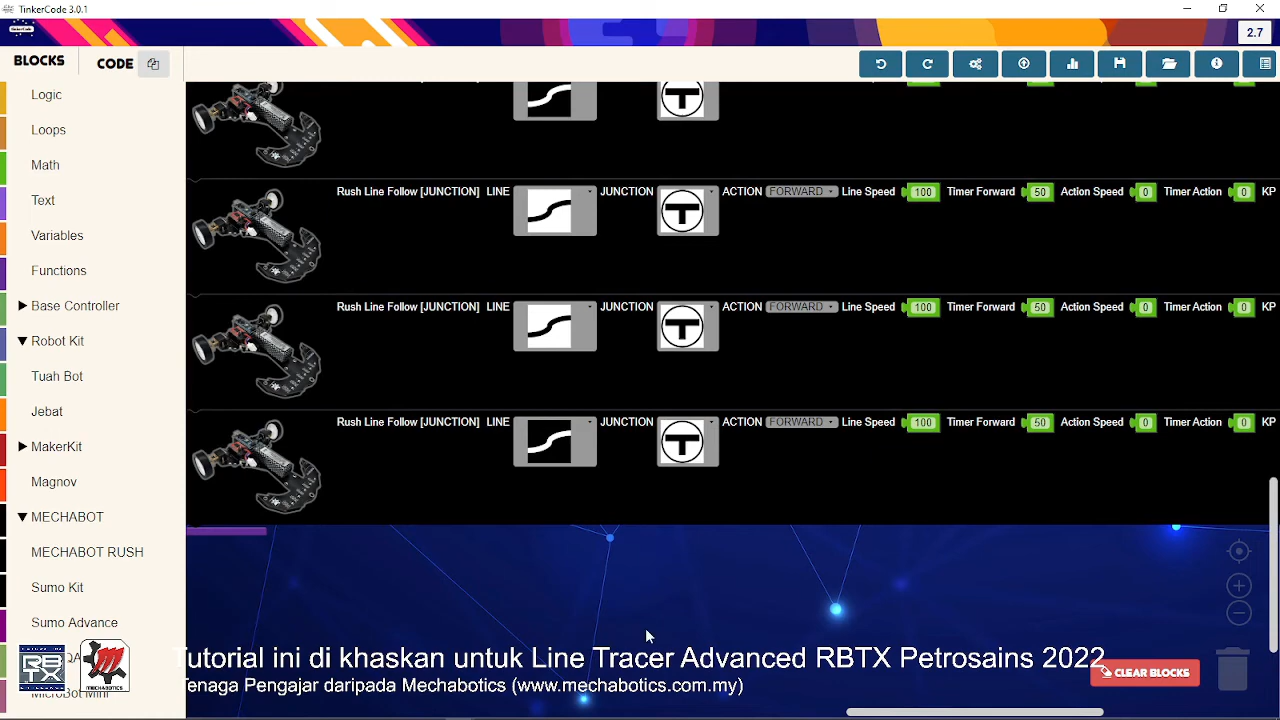 TinkerCode 3.0.1
2.7
BLOCKS
CODE
Logic
Loops
Math
Text
Variables
Functions
Base Controller
Robot Kit
Tuah Bot
Jebat
MakerKit
Magnov
MECHABOT
MECHABOT RUSH
Sumo Kit
Sumo Advance
MicroBot Mini
Rush Line Follow [JUNCTION] LINE JUNCTION ACTION FORWARD Line Speed 100 Timer Forward 50 Action Speed 0 Timer Action 0 KP
Rush Line Follow [JUNCTION] LINE JUNCTION ACTION FORWARD Line Speed 100 Timer Forward 50 Action Speed 0 Timer Action 0 KP
Rush Line Follow [JUNCTION] LINE JUNCTION ACTION FORWARD Line Speed 100 Timer Forward 50 Action Speed 0 Timer Action 0 KP
RBTX
MECHABOTICS
Tutorial ini di khaskan untuk Line Tracer Advanced RBTX Petrosains 2022
Tenaga Pengajar daripada Mechabotics (www.mechabotics.com.my)
CLEAR BLOCKS